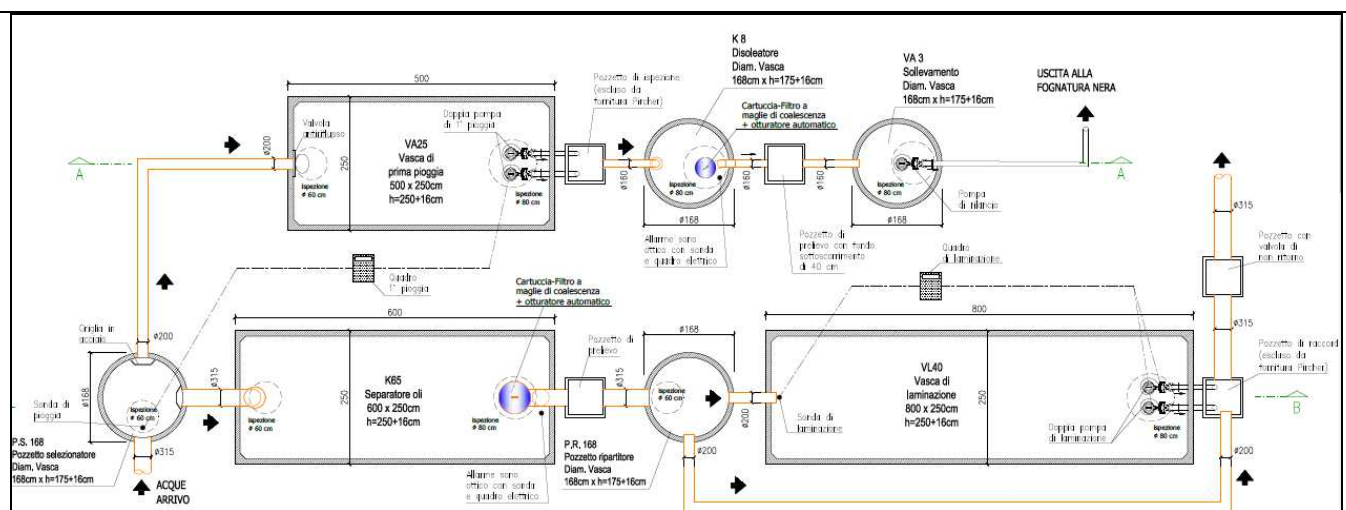 K 8
Disoleatore
Diam. Vasca
168cm x h=175+16cm
VA 3
Sollevamento
Diam. Vasca
168cm x h=175+16cm
USCITA ALLA
FOGNATURA NERA
500
Pozzetto di ispezione
(escluso da
fornitura Pircher)
Cartuccia-Filtro a
maglie di coalescenza
+ otturatore automatico
Doppia pompa
di 1° pioggia
Valvola
antiriflusso
VA25
Vasca di
prima pioggia
500 x 250cm
h=250+16cm
250
ø200
A
Ispezione
ø 60 cm
Ispezione
ø 80 cm
ø160
Ispezione
ø 80 cm
ø160
ø160
Ispezione
ø 80 cm
A
Pompa
di rilancio
ø168
ø168
ø315
Allarme sono
ottico con sonda
e quadro elettrico
Pozzetto di
prelievo con fondo
sottoscorrimento
di 40 cm
Quadro
di laminazione
Pozzetto con
valvola di
non ritorno
Quadro
1° pioggia
Cartuccia-Filtro a
maglie di coalescenza
+ otturatore automatico
600
800
Griglia in
acciaio
ø200
ø168
ø315
Pozzetto di
prelievo
Pozzetto di raccord
(escluso da
fornitura Pircher)
ø168
ø315
K65
Separatore oli
600 x 250cm
h=250+16cm
250
ø315
Ispezione
ø 60 cm
VL40
Vasca di
laminazione
800 x 250cm
h=250+16cm
250
B
Sonda di
pioggia
Ispezione
ø 60 cm
Ispezione
ø 60 cm
Ispezione
ø 80 cm
ø200
Sonda di
laminazione
Doppia pompa
di laminazione
Ispezione
ø 80 cm
P.S. 168
Pozzetto selezionatore
Diam. Vasca
168cm x h=175+16cm
ø315
P.R. 168
Pozzetto ripartitore
Diam. Vasca
168cm x h=175+16cm
ø200
ø200
Allarme sono
ottico con sonda
e quadro elettrico
ACQUE
ARRIVO